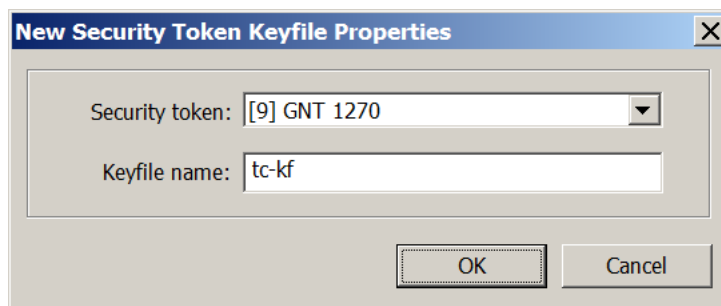 New Security Token Keyfile Properties
Security token: [9] GNT 1270
Keyfile name: tc-kf
OK Cancel